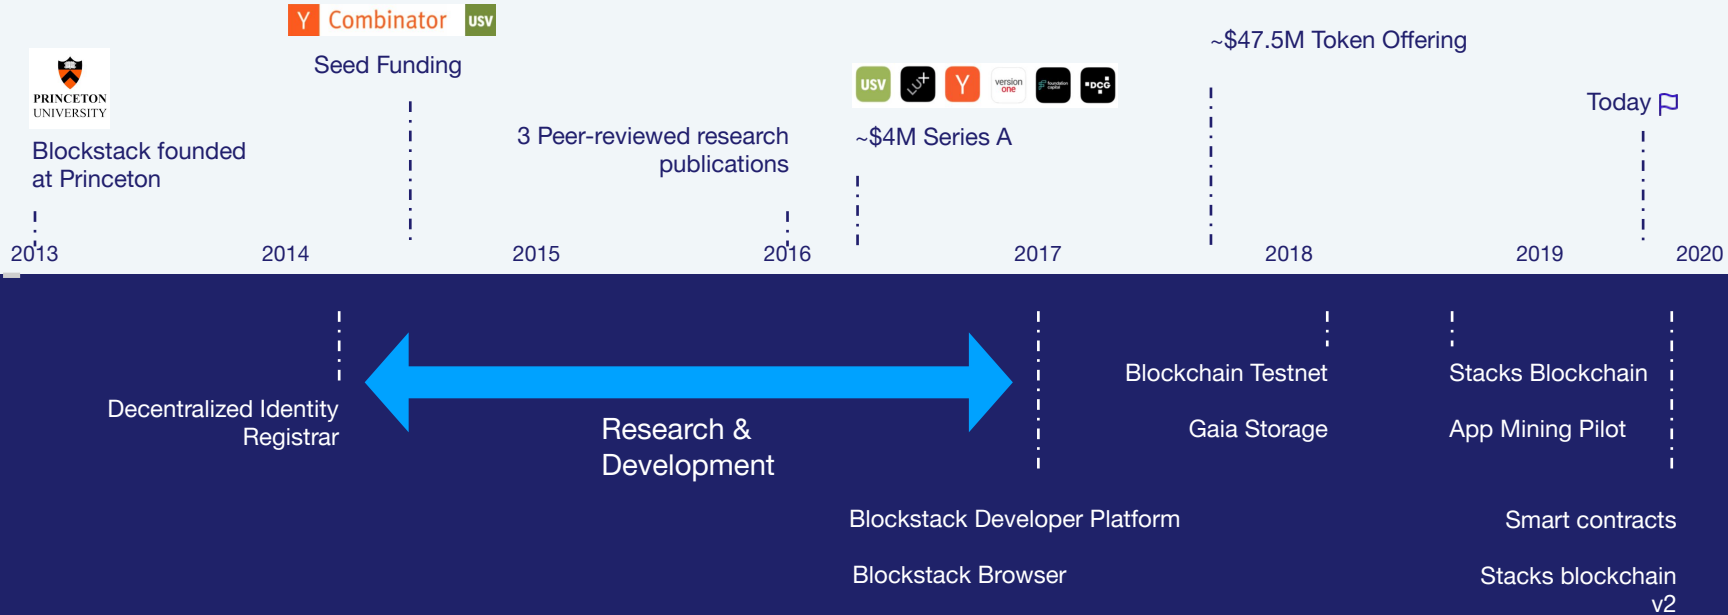 Y Combinator USV
Seed Funding
PRINCETON
UNIVERSITY
Blockstack founded
at Princeton
3 Peer-reviewed research
publications
USV LUX+ Y version one foundation capital DCG
~$4M Series A
~$47.5M Token Offering
Today
2013 2014 2015 2016 2017 2018 2019 2020
Decentralized Identity
Registrar
Research &
Development
Blockstack Developer Platform
Blockstack Browser
Blockchain Testnet
Gaia Storage
Stacks Blockchain
App Mining Pilot
Smart contracts
Stacks blockchain
v2